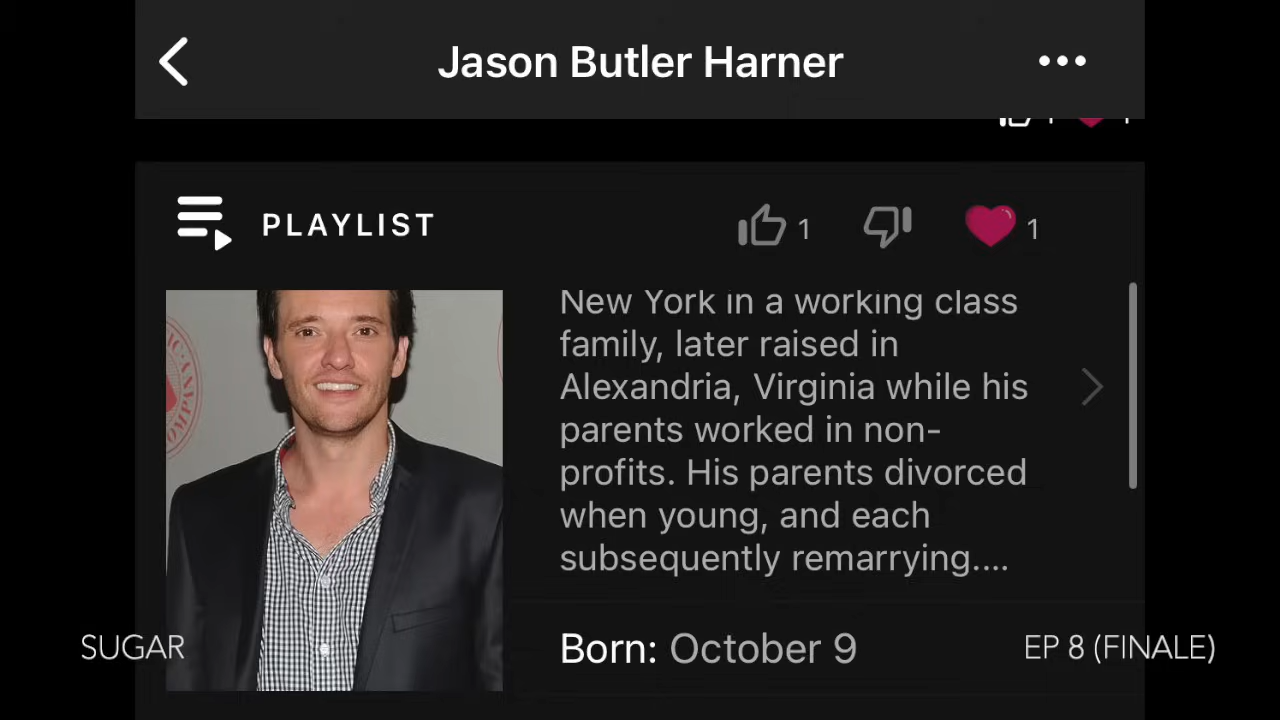 Jason Butler Harner
PLAYLIST
1
1
New York in a working class
family, later raised in
Alexandria, Virginia while his
parents worked in non-
profits. His parents divorced
when young, and each
subsequently remarrying....
Born: October 9
SUGAR
EP 8 (FINALE)